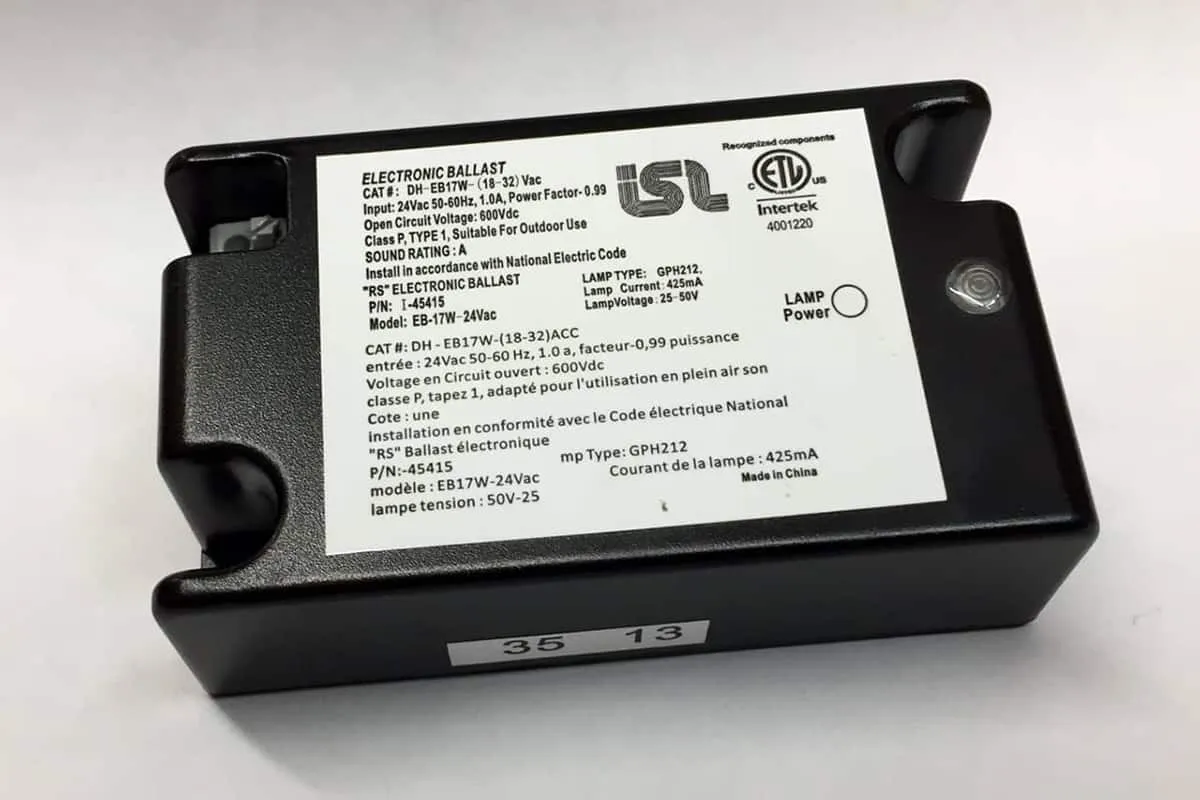 ELECTRONIC BALLAST
CAT #: DH-EB17W-(18-32) Vac
Input: 24Vac 50-60Hz, 1.0A, Power Factor- 0.99
Open Circuit Voltage: 600Vdc
Class P, TYPE 1, Suitable For Outdoor Use
SOUND RATING : A
Install in accordance with National Electric Code
"RS" ELECTRONIC BALLAST
P/N: I-45415
Model: EB-17W-24Vac
LAMP TYPE: GPH212,
Lamp Current: 425mA
LampVoltage: 25-50V
isl
Recognized components
C ETL US
Intertek
4001220
LAMP
Power
CAT #: DH - EB17W-(18-32)ACC
entrée : 24Vac 50-60 Hz, 1.0 a, facteur-0,99 puissance
Voltage en Circuit ouvert : 600Vdc
classe P, tapez 1, adapté pour l'utilisation en plein air son
Cote : une
installation en conformité avec le Code électrique National
"RS" Ballast électronique
P/N:-45415
modèle : EB17W-24Vac
lampe tension : 50V-25
mp Type: GPH212
Courant de la lampe : 425mA
Made in China
35 13